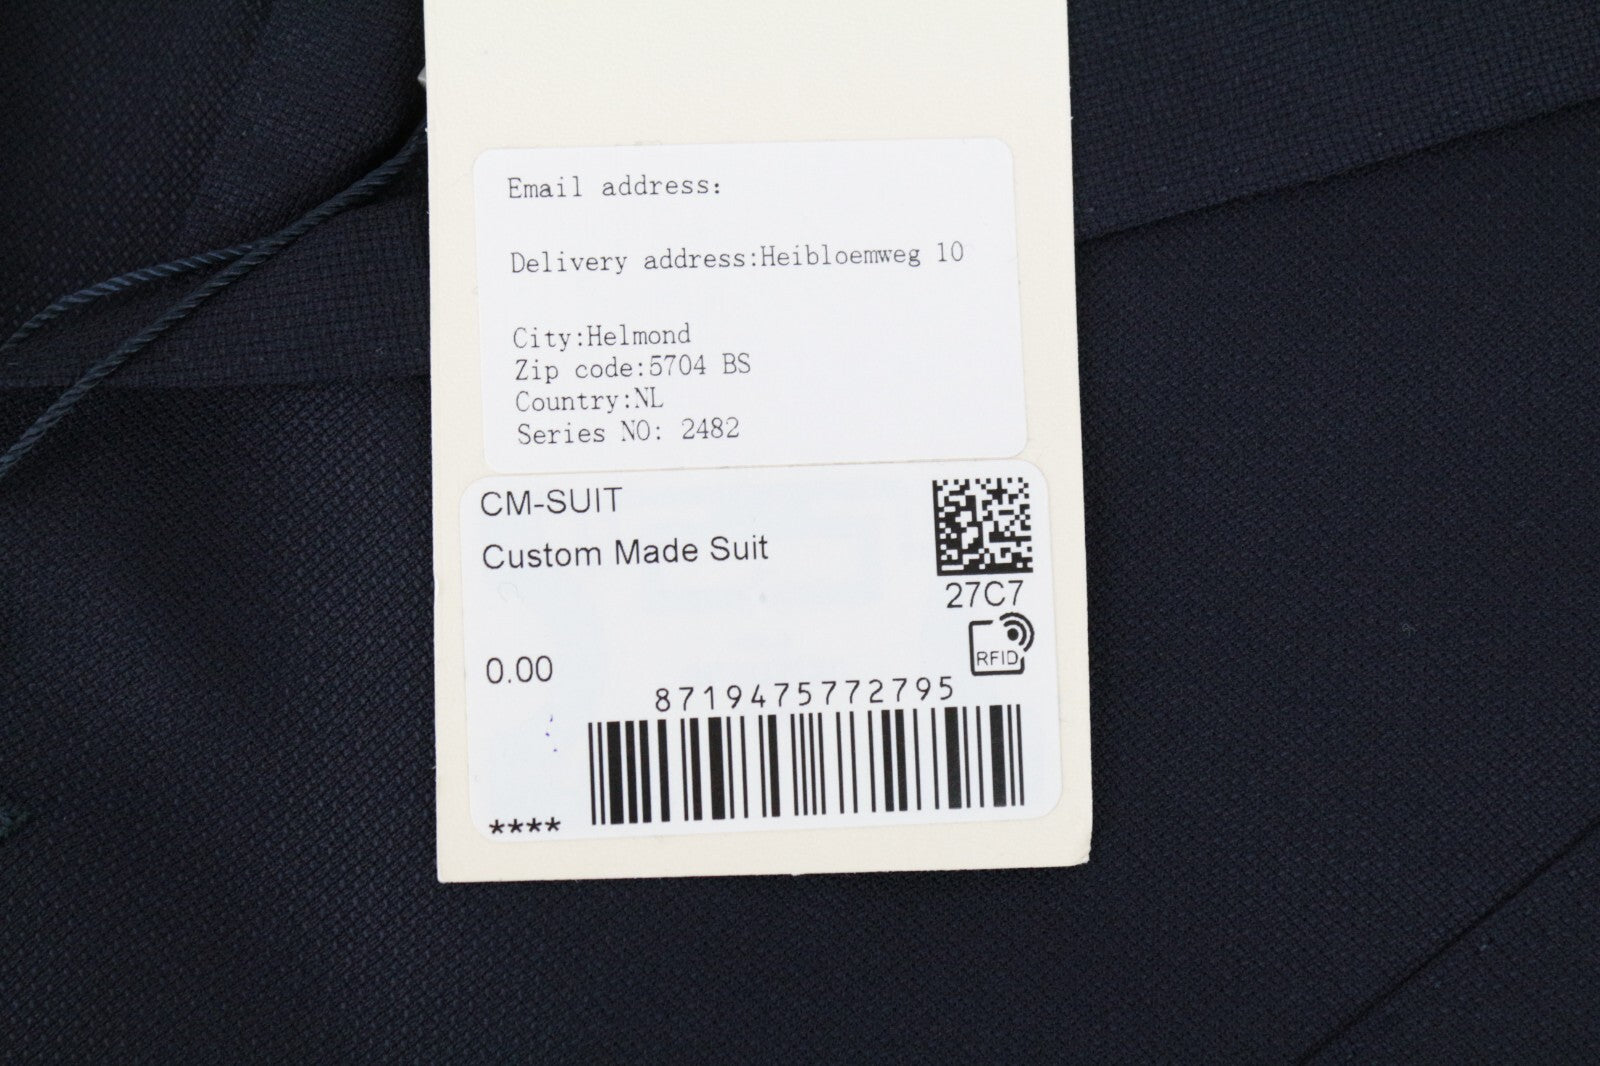 Email address:
Delivery address:Heibloemweg 10
City:Helmond
Zip code:5704 BS
Country:NL
Series NO: 2482
CM-SUIT
Custom Made Suit
27C7
RFID
0.00
8719475772795
****